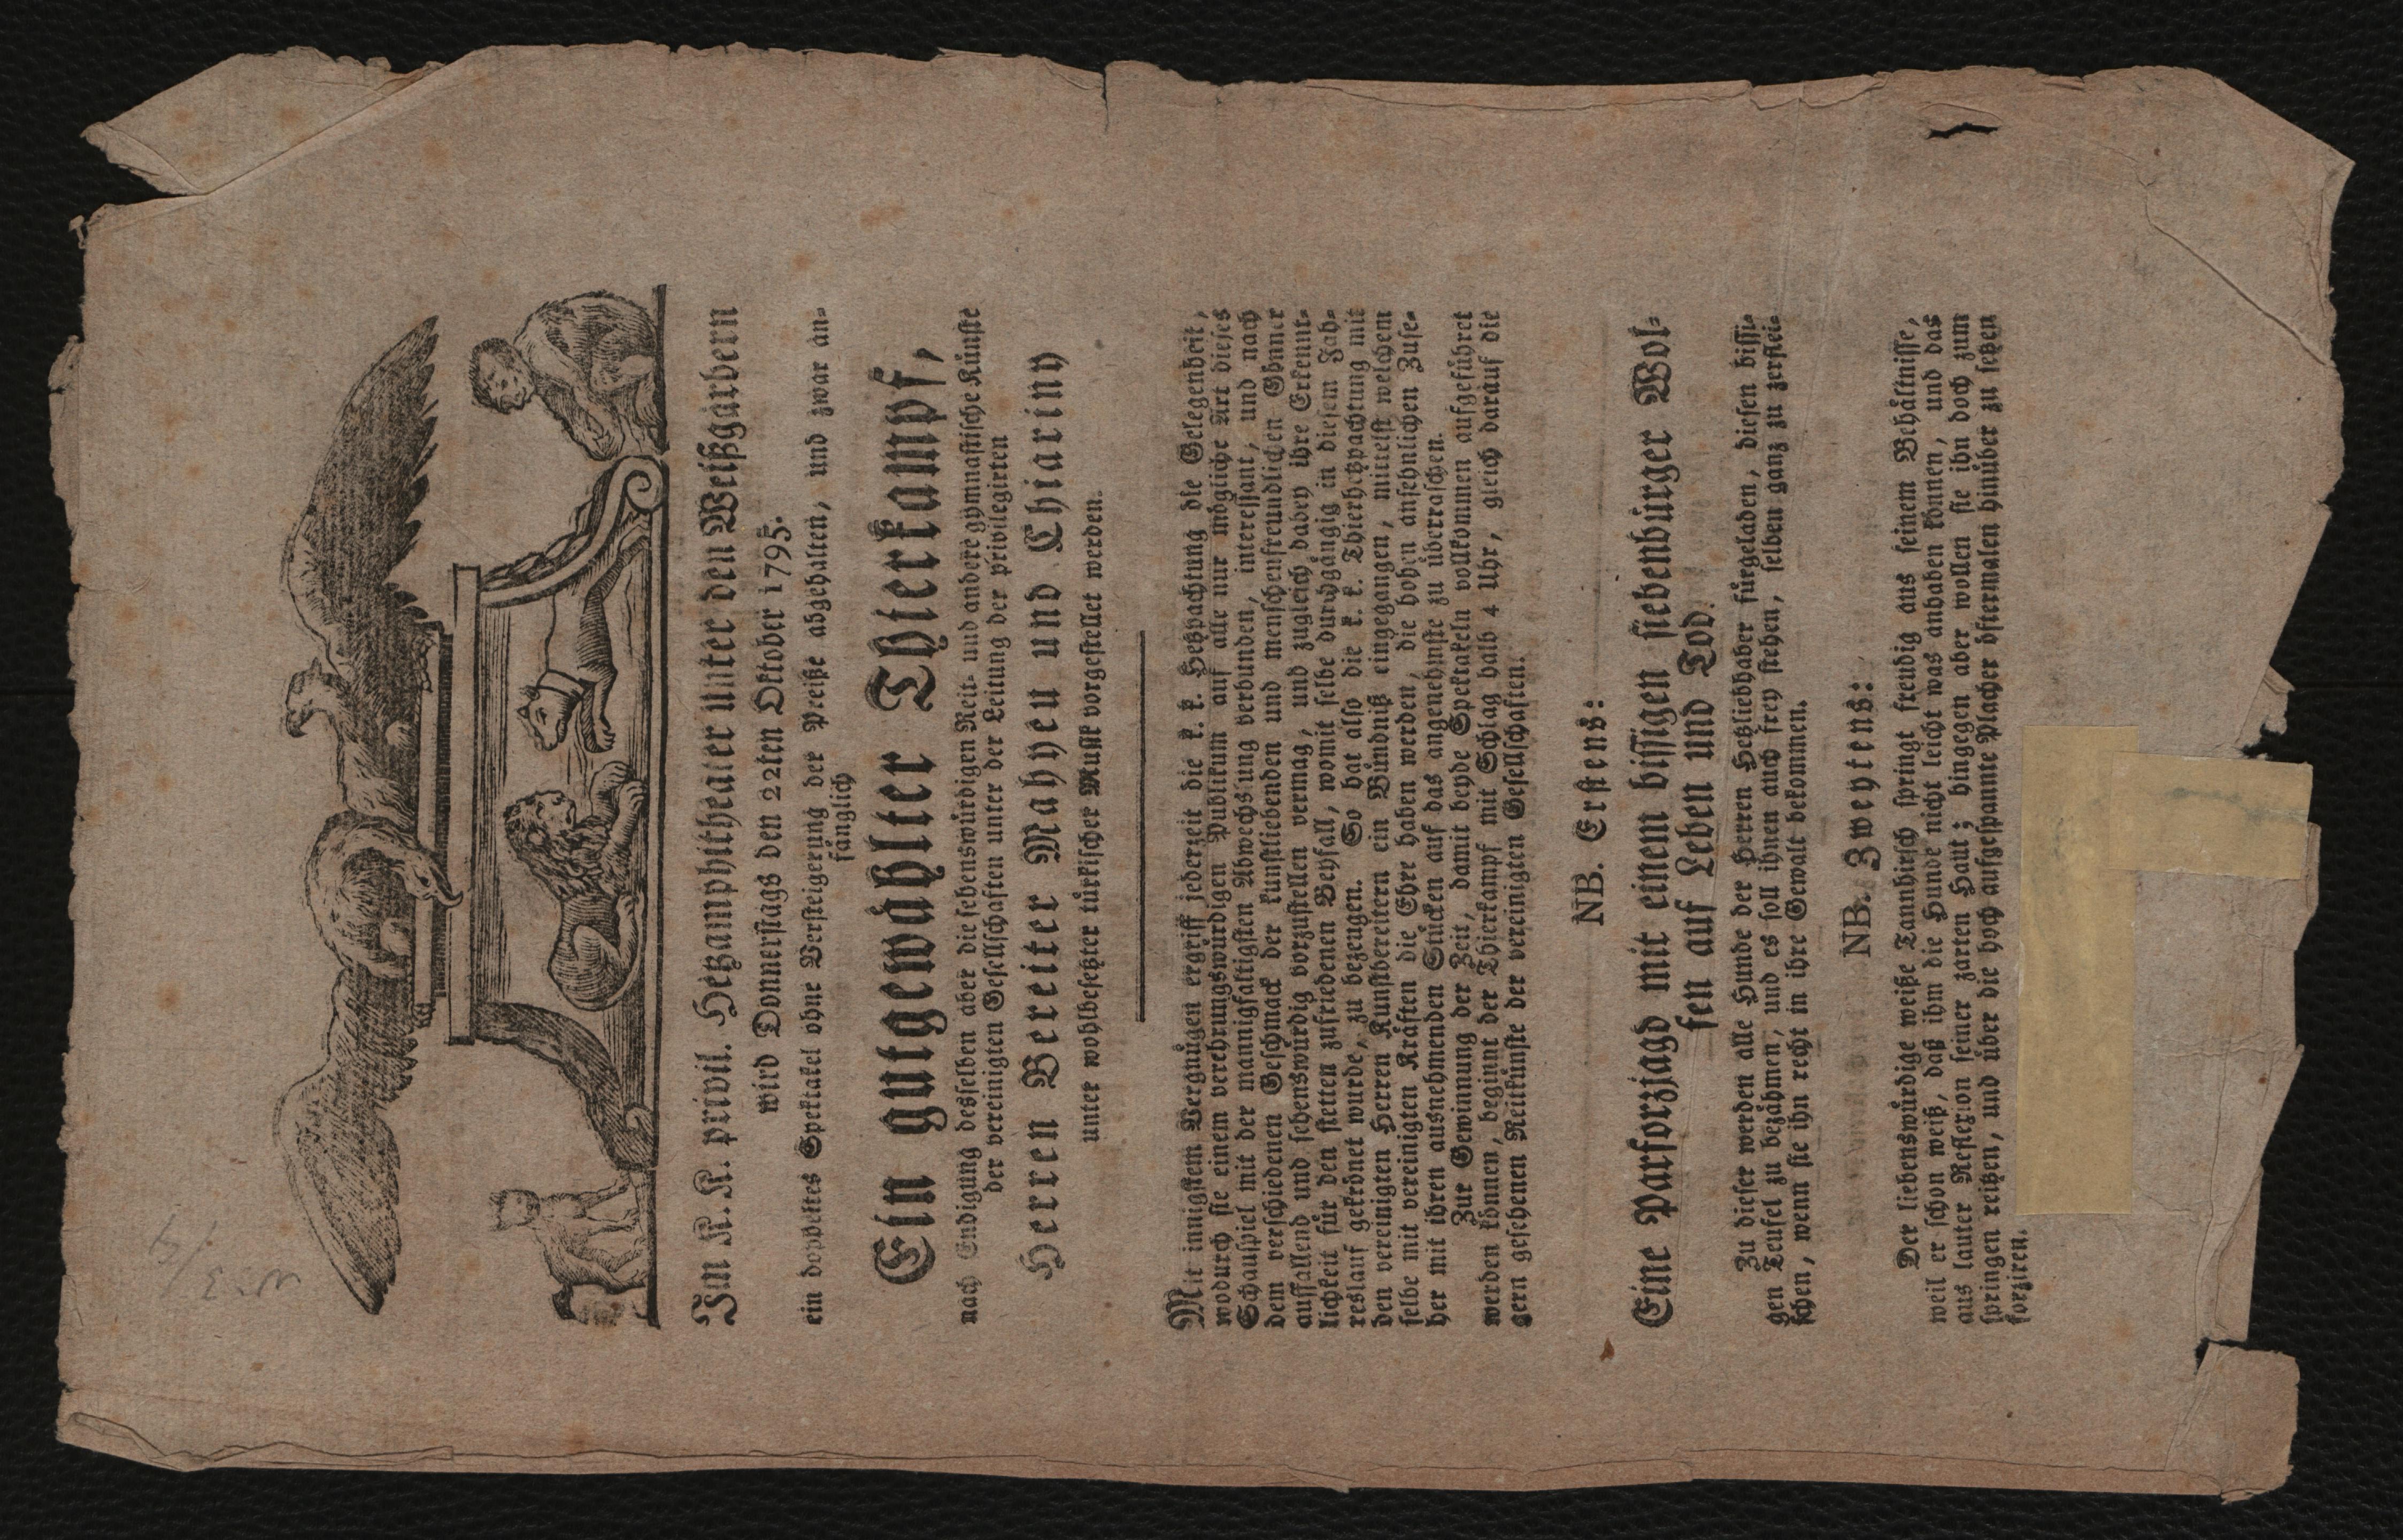 In K. K. privil. Hetzamphitheater unter den Weißgärbern
wird Donnerstags den 22ten Oktober 1795.
ein doppeltes Spektakel ohne Versteigerung der Preiße abgehalten, und zwar an-
fänglich
Ein gutgewählter Thierkampf,
nach Endigung desselben aber die sehenswürdigen Reit- und andere gymnastische Künste
der vereinigten Gesellschaften unter der Leitung der privilegirten
Herren Bereiter Mahyeu und Chiariny
unter wohlbesetzter türkischer Musik vorgestellet werden.
Mit innigstem Vergnügen ergriff jederzeit die k. k. Hetzpachtung die Gelegenheit,
wodurch sie einem verehrungswürdigen Publikum auf alle nur mögliche Art dieses
Schauspiel mit der mannigfaltigsten Abwechslung verbunden, interessant, und nach
dem verschiedenen Geschmack der kunstliebenden und menschenfreundlichen Gönner
auffallend und sehenswürdig vorzustellen vermag, und zugleich dabey ihre Erkennt-
lichkeit für den stetten zufriedenen Beyfall, womit selbe durchgängig in diesem Jah-
reslauf gekrönet wurde, zu bezeugen. So hat also die k. k. Thierhetzpachtung mit
den vereinigten Herren Kunstbereitern ein Bündniß eingegangen, mittelst welchem
selbe mit vereinigten Kräften die Ehre haben werden, die hohen ansehnlichen Zuse-
her mit ihren ausnehmenden Stücken auf das angenehmste zu überraschen.
Zur Gewinnung der Zeit, damit beyde Spektakeln vollkommen aufgeführet
werden können, beginnt der Thierkampf mit Schlag halb 4 Uhr, gleich darauf die
gern gesehenen Reitkünste der vereinigten Gesellschaften.
NB. Erstens:
Eine Parforzjagd mit einem bissigen siebenbürger Wol-
fen auf Leben und Tod.
Zu dieser werden alle Hunde der Herren Hetzliebhaber fürgeladen, diesen bissi-
gen Teufel zu bezähmen, und es soll ihnen auch frey stehen, selben ganz zu zerflei-
schen, wenn sie ihn recht in ihre Gewalt bekommen.
NB. Zweytens:
Der liebenswürdige weiße Tannhirsch springt freudig aus seinem Behältnisse,
weil er schon weiß, daß ihm die Hunde nicht leicht was anhaben können, und das
aus lauter Reflexion seiner zarten Haut; hingegen aber wollen sie ihn doch zum
springen reitzen, und über die hoch aufgespannte Placher öftermalen hinüber zu setzen
forziren.